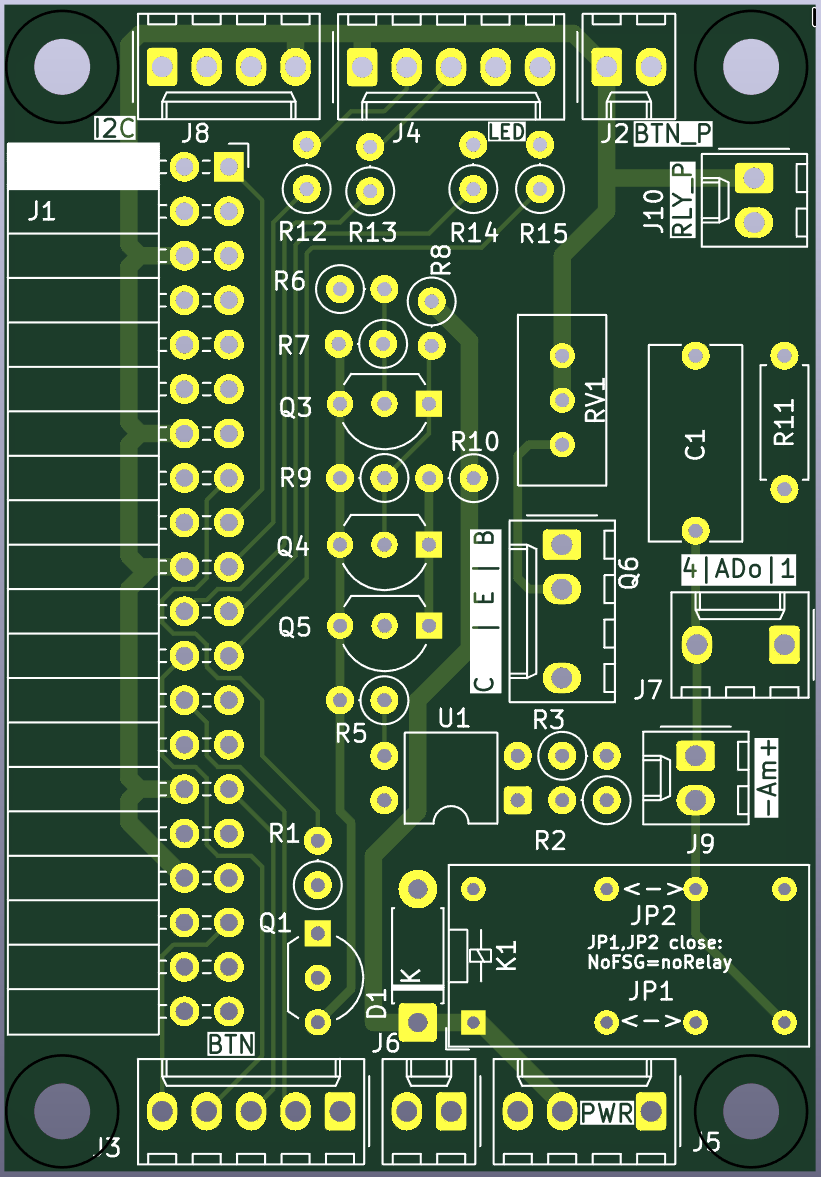 I2C
J8
J4
LED
J2
BTN_P
J1
J10
RLY_P
R12
R13
R14
R15
R6
R8
R7
RV1
Q3
R10
R11
C1
R9
Q4
C | E | B
Q6
4|ADo|1
Q5
J7
R5
U1
R3
-Am+
R1
R2
J9
Q1
<->
JP2
JP1,JP2 close:
NoFSG=noRelay
K1
K
D1
JP1
<->
BTN
J6
PWR
J3
J5